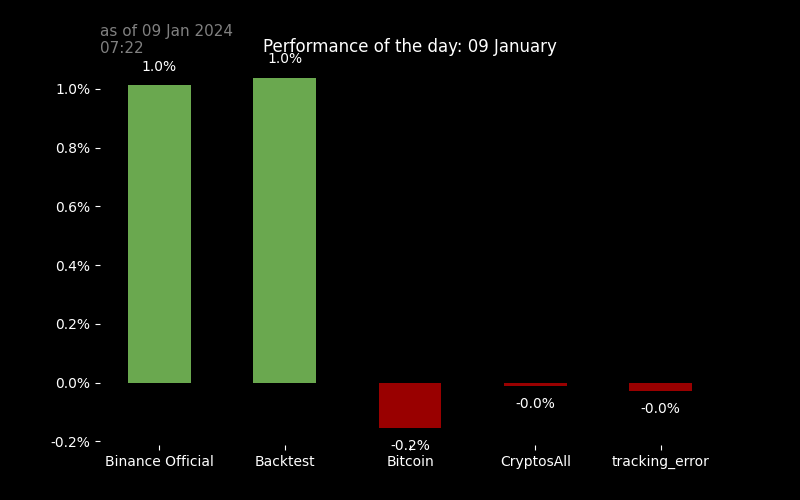 as of 09 Jan 2024
07:22
Performance of the day: 09 January
1.0%
1.0%
1.0%
0.8%
0.6%
0.4%
0.2%
0.0%
-0.2%
-0.2%
-0.0%
-0.0%
Binance Official
Backtest
Bitcoin
CryptosAll
tracking_error